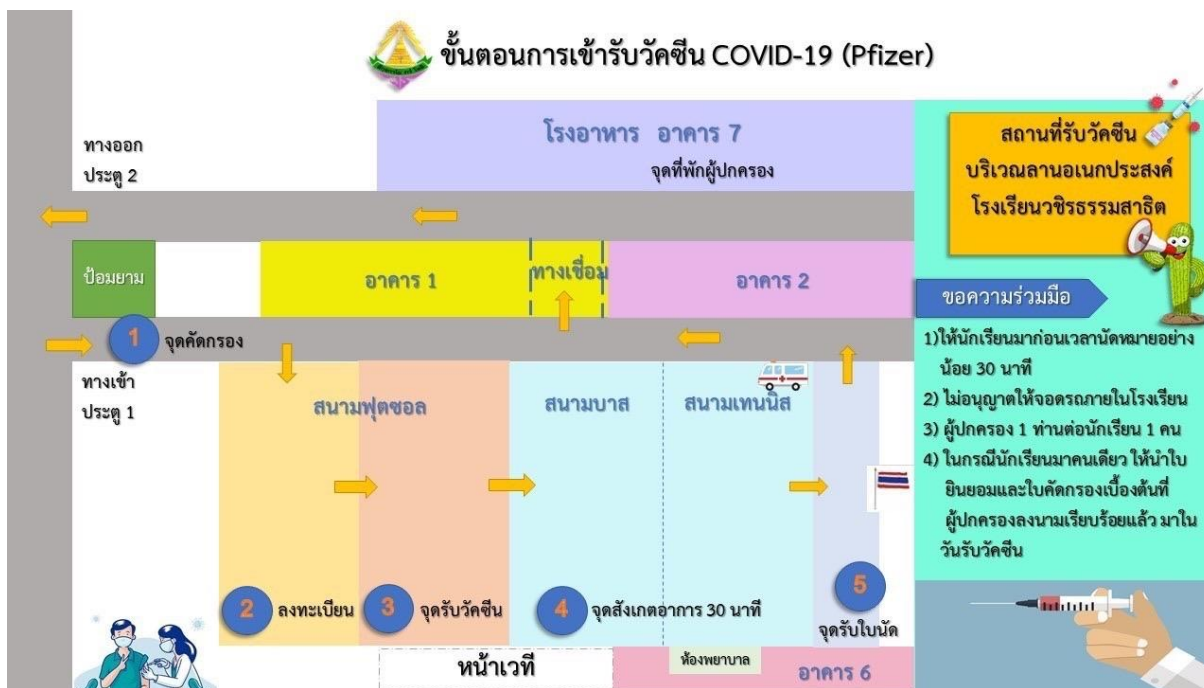 ขั้นตอนการเข้ารับวัคซีน COVID-19 (Pfizer)
ทางออก
ประตู 2
โรงอาหาร อาคาร 7
จุดที่พักผู้ปกครอง
สถานที่รับวัคซีน
บริเวณลานอเนกประสงค์
โรงเรียนวชิรธรรมสาธิต
ป้อมยาม
อาคาร 1
ทางเชื่อม
อาคาร 2
1
จุดคัดกรอง
ทางเข้า
ประตู 1
สนามฟุตซอล
สนามบาส
สนามเทนนิส
ขอความร่วมมือ
1)ให้นักเรียนมาก่อนเวลานัดหมายอย่าง
น้อย 30 นาที
2) ไม่อนุญาตให้จอดรถภายในโรงเรียน
3) ผู้ปกครอง 1 ท่านต่อนักเรียน 1 คน
4) ในกรณีนักเรียนมาคนเดียว ให้นำใบ
ยินยอมและใบคัดกรองเบื้องต้นที่
ผู้ปกครองลงนามเรียบร้อยแล้ว มาใน
วันรับวัคซีน
2
ลงทะเบียน
3
จุดรับวัคซีน
4
จุดสังเกตอาการ 30 นาที
5
จุดรับใบนัด
หน้าเวที
ห้องพยาบาล
อาคาร 6